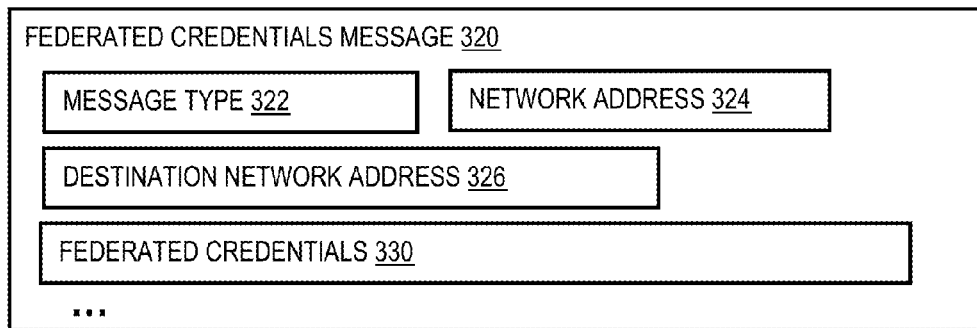 FEDERATED CREDENTIALS MESSAGE 320
MESSAGE TYPE 322
NETWORK ADDRESS 324
DESTINATION NETWORK ADDRESS 326
FEDERATED CREDENTIALS 330
...